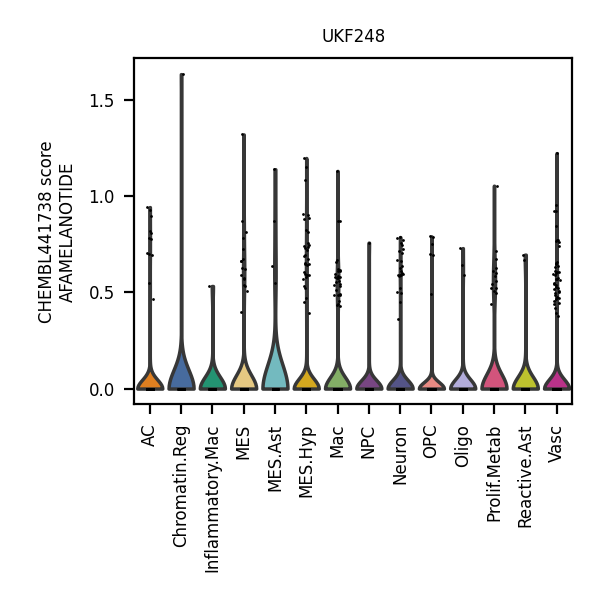 UKF248
CHEMBL441738 score
AFAMELANOTIDE
1.5
1.0
0.5
0.0
AC
Chromatin.Reg
Inflammatory.Mac
MES
MES.Ast
MES.Hyp
Mac
NPC
Neuron
OPC
Oligo
Prolif.Metab
Reactive.Ast
Vasc